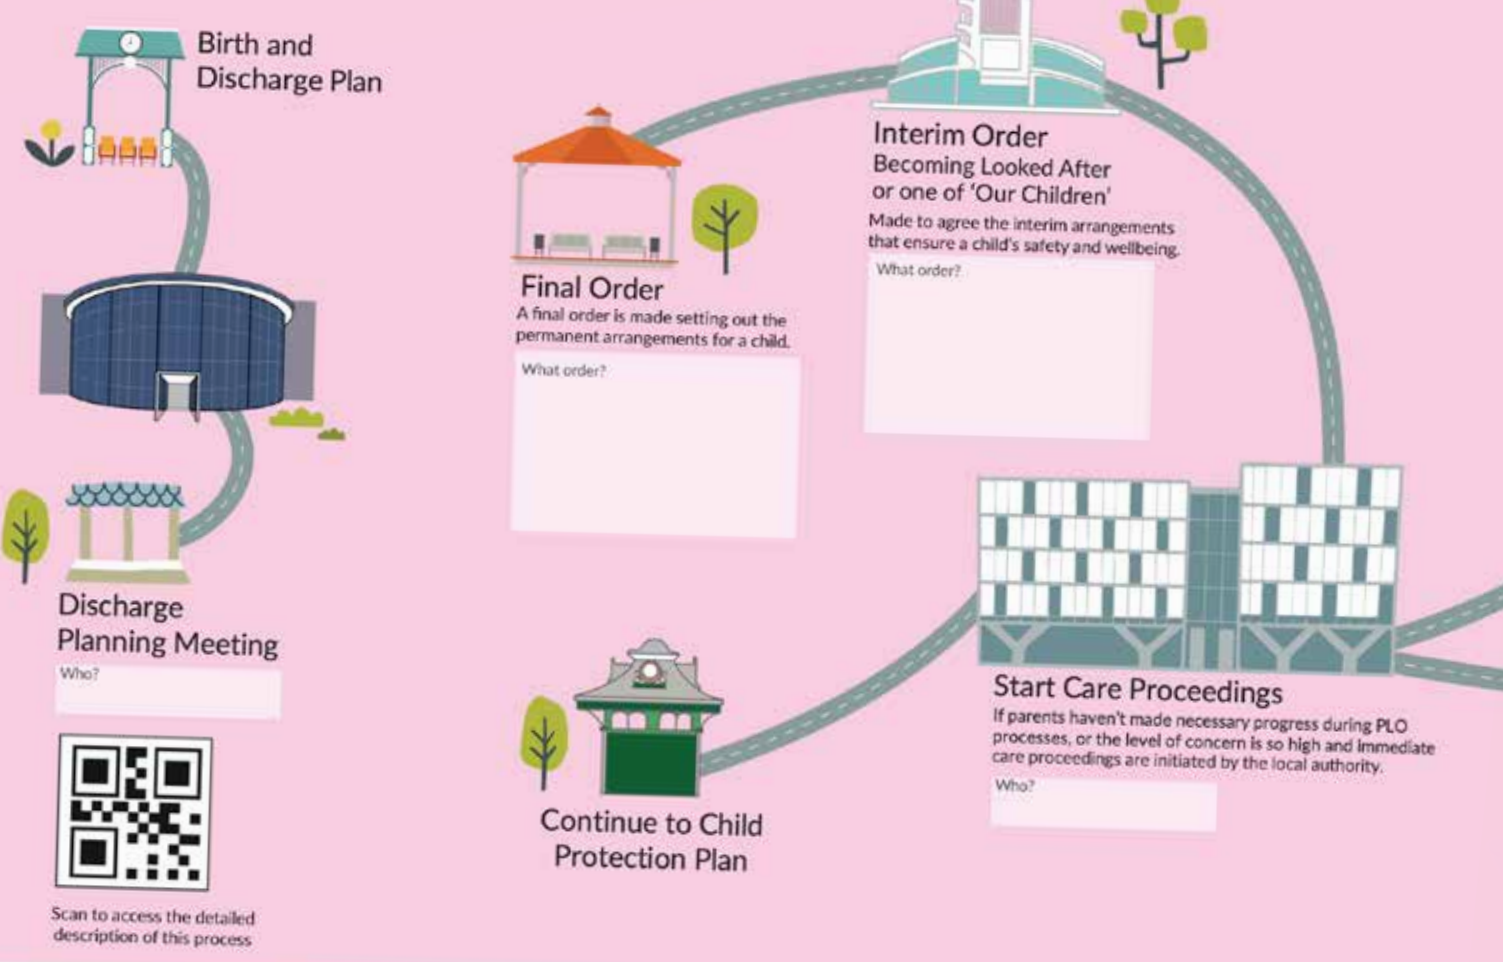 Birth and
Discharge Plan
Discharge
Planning Meeting
Who?
Scan to access the detailed
description of this process
Final Order
A final order is made setting out the
permanent arrangements for a child.
What order?
Interim Order
Becoming Looked After
or one of ‘Our Children’
Made to agree the interim arrangements
that ensure a child's safety and wellbeing.
What order?
Continue to Child
Protection Plan
Start Care Proceedings
If parents haven't made necessary progress during PLO
processes, or the level of concern is so high and immediate
care proceedings are initiated by the local authority.
Who?